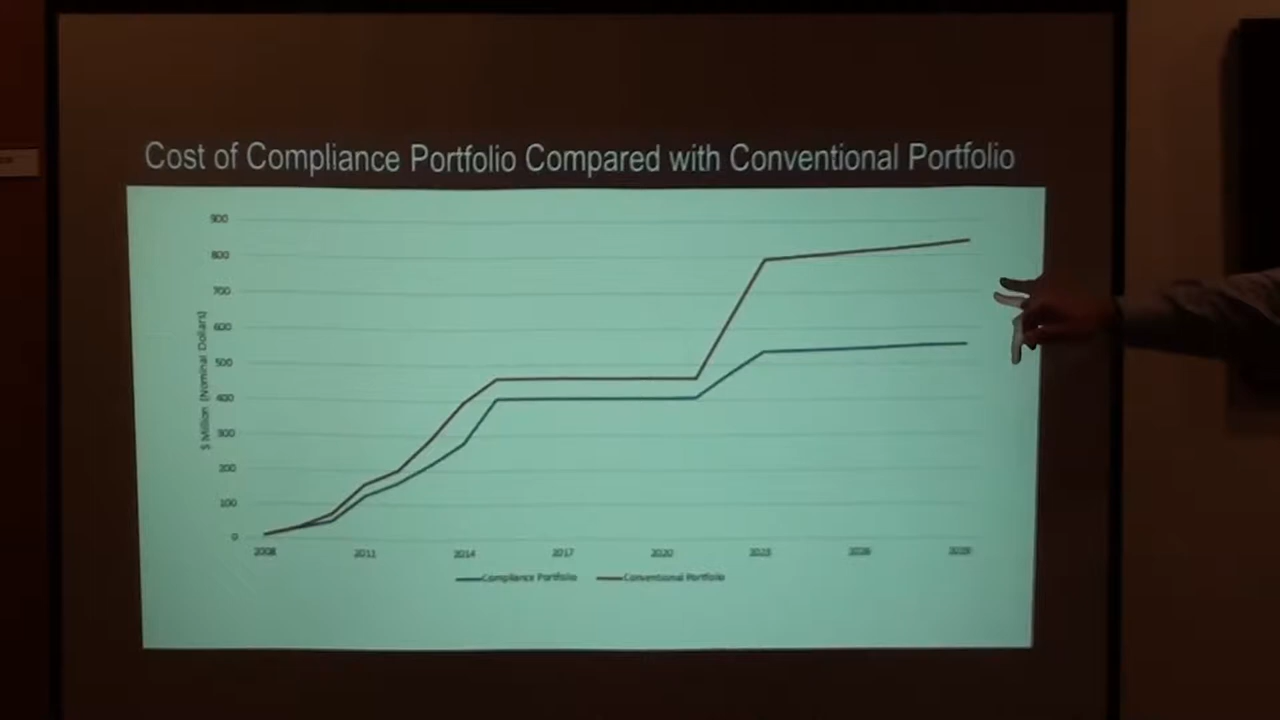 Cost of Compliance Portfolio Compared with Conventional Portfolio
$ Million (Nominal Dollars)
900
800
700
600
500
400
300
200
100
0
2008 2011 2014 2017 2020 2023 2026 2029
Compliance Portfolio Conventional Portfolio